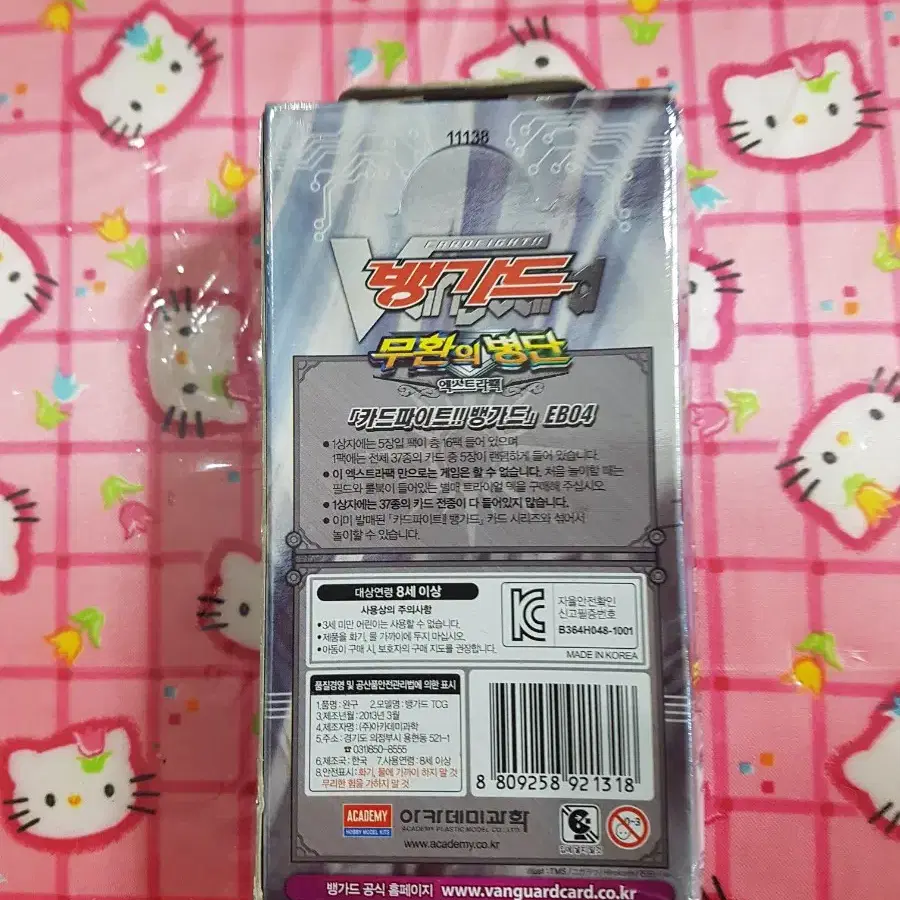 11138
CARDFIGHT!!
뱅가드
무환의 병단
엑스트라팩
『카드파이트!! 뱅가드』 EB04
● 1상자에는 5장입 팩이 총 16팩 들어 있으며
1팩에는 전체 37종의 카드 중 5장이 랜덤하게 들어 있습니다.
● 이 엑스트라팩 만으로는 게임은 할 수 없습니다. 처음 놀이할 때는
필드와 룰북이 들어있는 별매 트라이얼 덱을 구매해 주십시오.
● 1상자에는 37종의 카드 전종이 다 들어있지 않습니다.
● 이미 발매된 「카드파이트!! 뱅가드」 카드 시리즈와 섞어서
놀이할 수 있습니다.
대상연령 8세 이상
사용상의 주의사항
• 3세 미만 어린이는 사용할 수 없습니다.
• 제품을 화기, 물 가까이에 두지 마십시오.
• 아동이 구매 시, 보호자의 구매 지도를 권장합니다.
자율안전확인
신고필증번호
B364H048-1001
MADE IN KOREA
품질경영 및 공산품안전관리법에 의한 표시
1.품명 : 완구 2.모델명 : 뱅가드 TCG
3.제조년월 : 2013년 3월
4.제조자명 : (주)아카데미과학
5.주소 : 경기도 의정부시 용현동 521-1
☎ 031)850-8555
6.제조국 : 한국 7.사용연령 : 8세 이상
8.안전표시 : 화기, 물에 가까이 하지 말 것
무리한 힘을 가하지 말 것
8 809258 921318
ACADEMY
HOBBY MODEL KITS
아카데미과학
ACADEMY PLASTIC MODEL CO., LTD.
www.academy.co.kr
0-3
뱅가드 공식 홈페이지 www.vanguardcard.co.kr